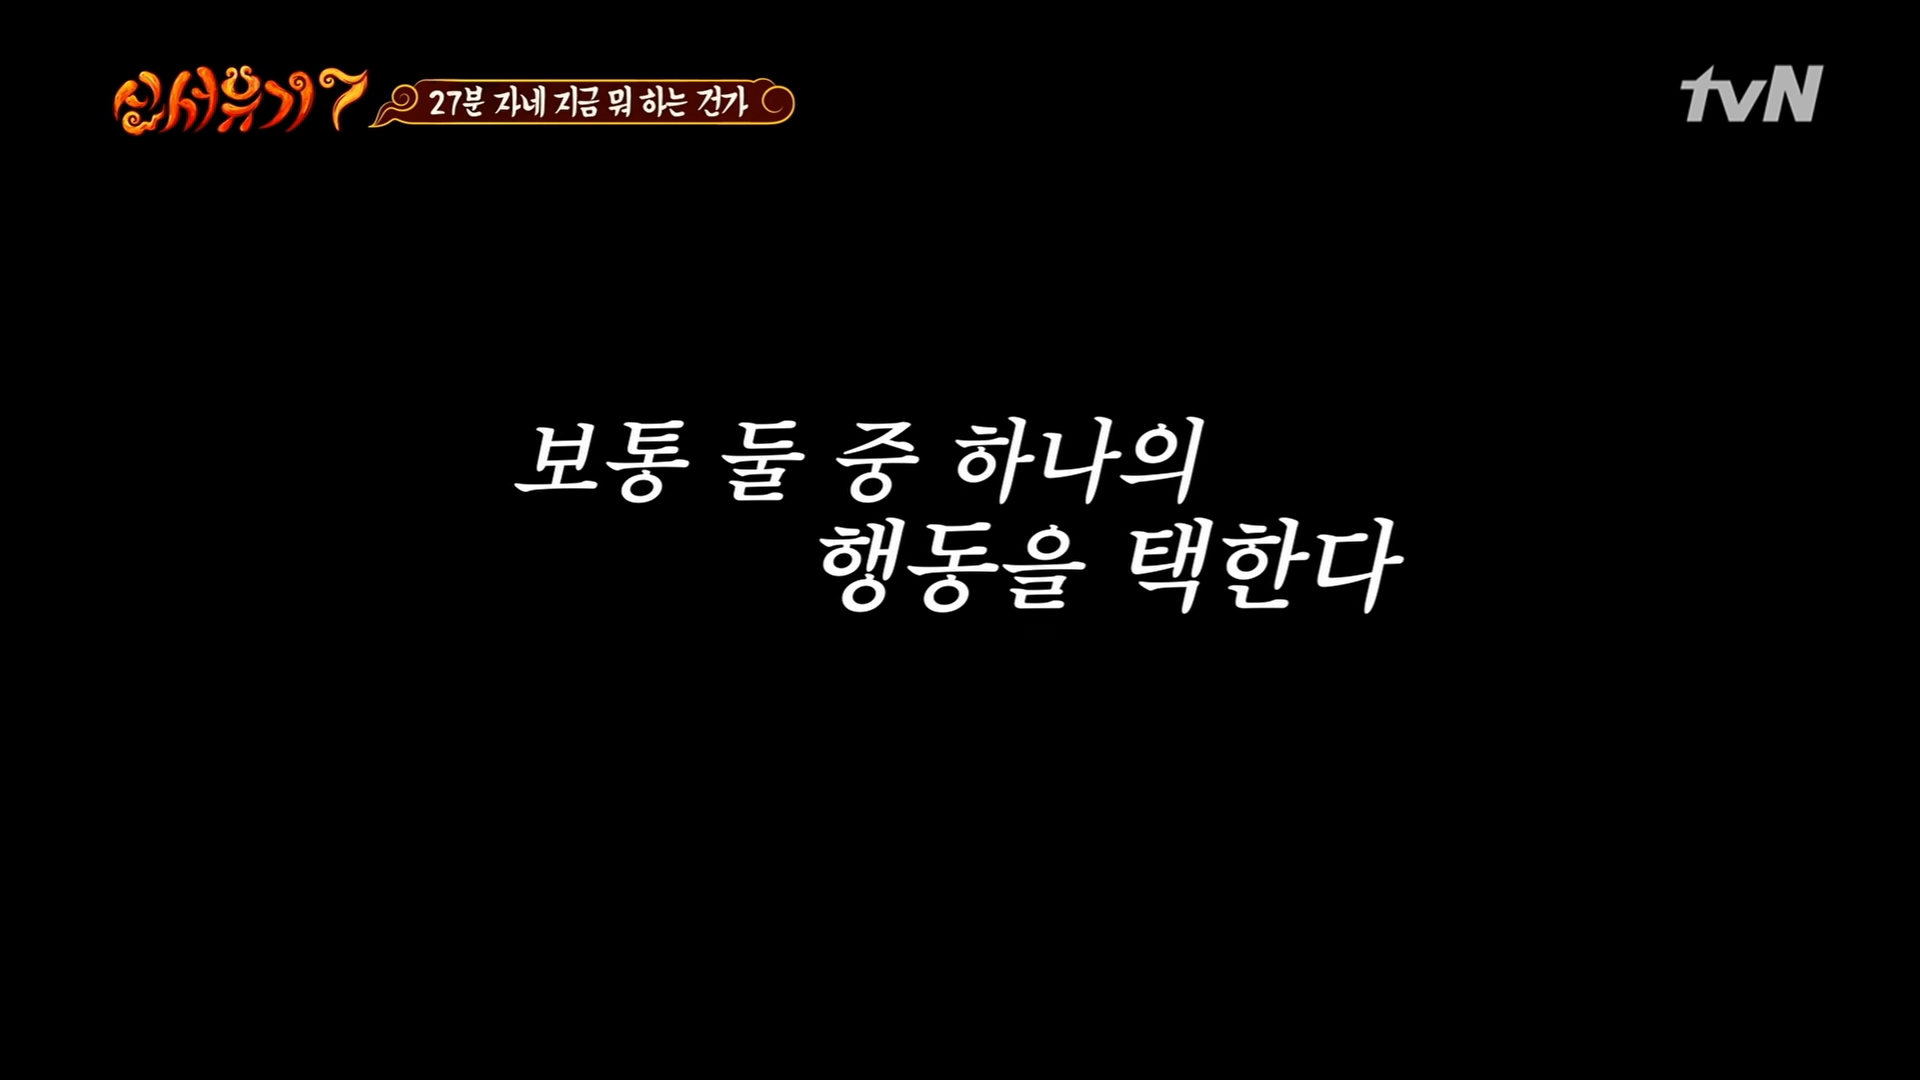 신서유기 7
27분 자네 지금 뭐 하는 건가
tvN
보통 둘 중 하나의
행동을 택한다